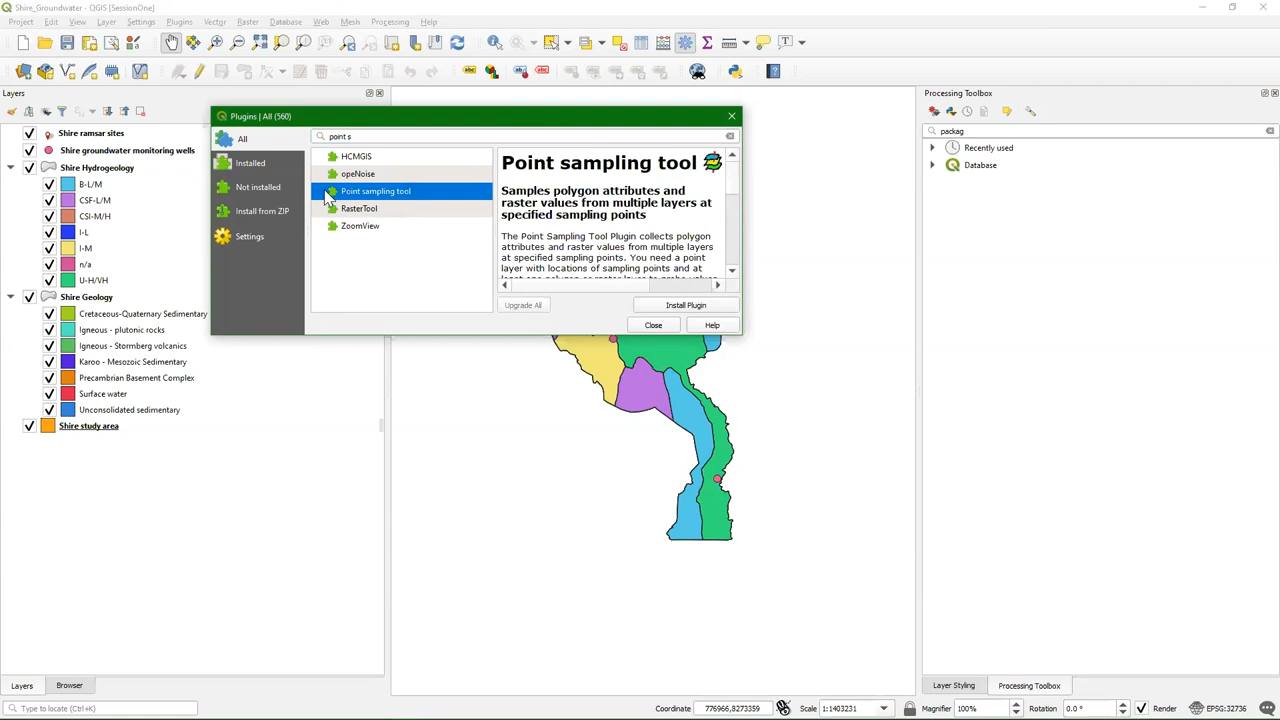 Shire_Groundwater - QGIS [SessionOne]
Project Edit View Layer Settings Plugins Vector Raster Database Web Mesh Processing Help
Layers
Shire ramsar sites
Shire groundwater monitoring wells
Shire Hydrogeology
B-L/M
CSF-L/M
CSI-M/H
I-L
I-M
n/a
U-H/VH
Shire Geology
Cretaceous-Quaternary Sedimentary
Igneous - plutonic rocks
Igneous - Stormberg volcanics
Karoo - Mesozoic Sedimentary
Precambrian Basement Complex
Surface water
Unconsolidated sedimentary
Shire study area
Plugins | All (560)
All
Installed
Not installed
Install from ZIP
Settings
point s
HCMGIS
opeNoise
Point sampling tool
RasterTool
ZoomView
Point sampling tool
Samples polygon attributes and
raster values from multiple layers at
specified sampling points
The Point Sampling Tool Plugin collects polygon
attributes and raster values from multiple layers
at specified sampling points. You need a point
layer with locations of sampling points and at
Upgrade All
Install Plugin
Close
Help
Processing Toolbox
packag
Recently used
Database
Layers Browser
Layer Styling Processing Toolbox
Type to locate (Ctrl+K)
Coordinate 776966,8273359 Scale 1:1403231 Magnifier 100% Rotation 0.0 ° Render EPSG:32736